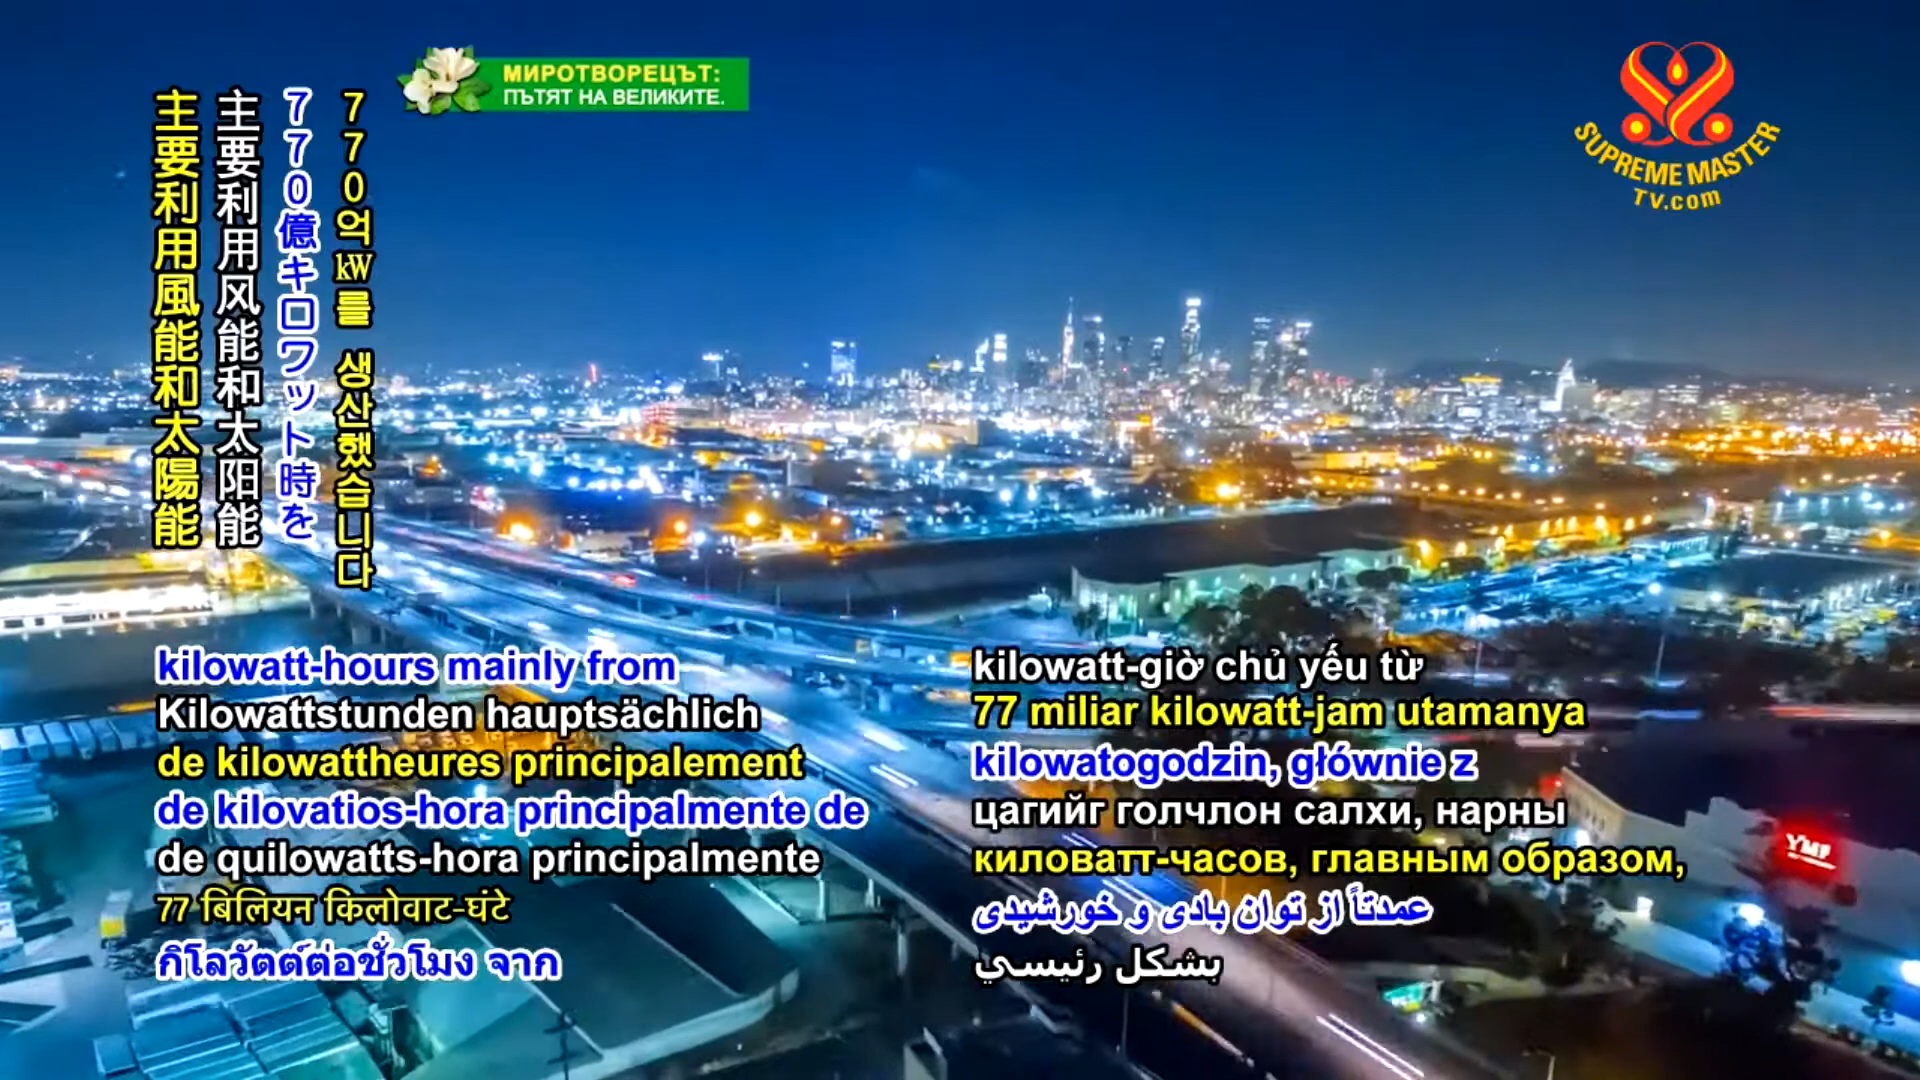 МИРОТВОРЕЦЪТ:
ПЪТЯТ НА ВЕЛИКИТЕ.
SUPREME MASTER
TV.com
770억㎾를 생산했습니다
770億キロワット時を
主要利用风能和太阳能
主要利用風能和太陽能
kilowatt-hours mainly from
Kilowattstunden hauptsächlich
de kilowattheures principalement
de kilovatios-hora principalmente de
de quilowatts-hora principalmente
77 बिलियन किलोवाट-घंटे
กิโลวัตต์ต่อชั่วโมง จาก
kilowatt-giờ chủ yếu từ
77 miliar kilowatt-jam utamanya
kilowatogodzin, głównie z
цагийг голчлон салхи, нарны
киловатт-часов, главным образом,
عمدتاً از توان بادی و خورشیدی
بشكل رئيسي
YMF